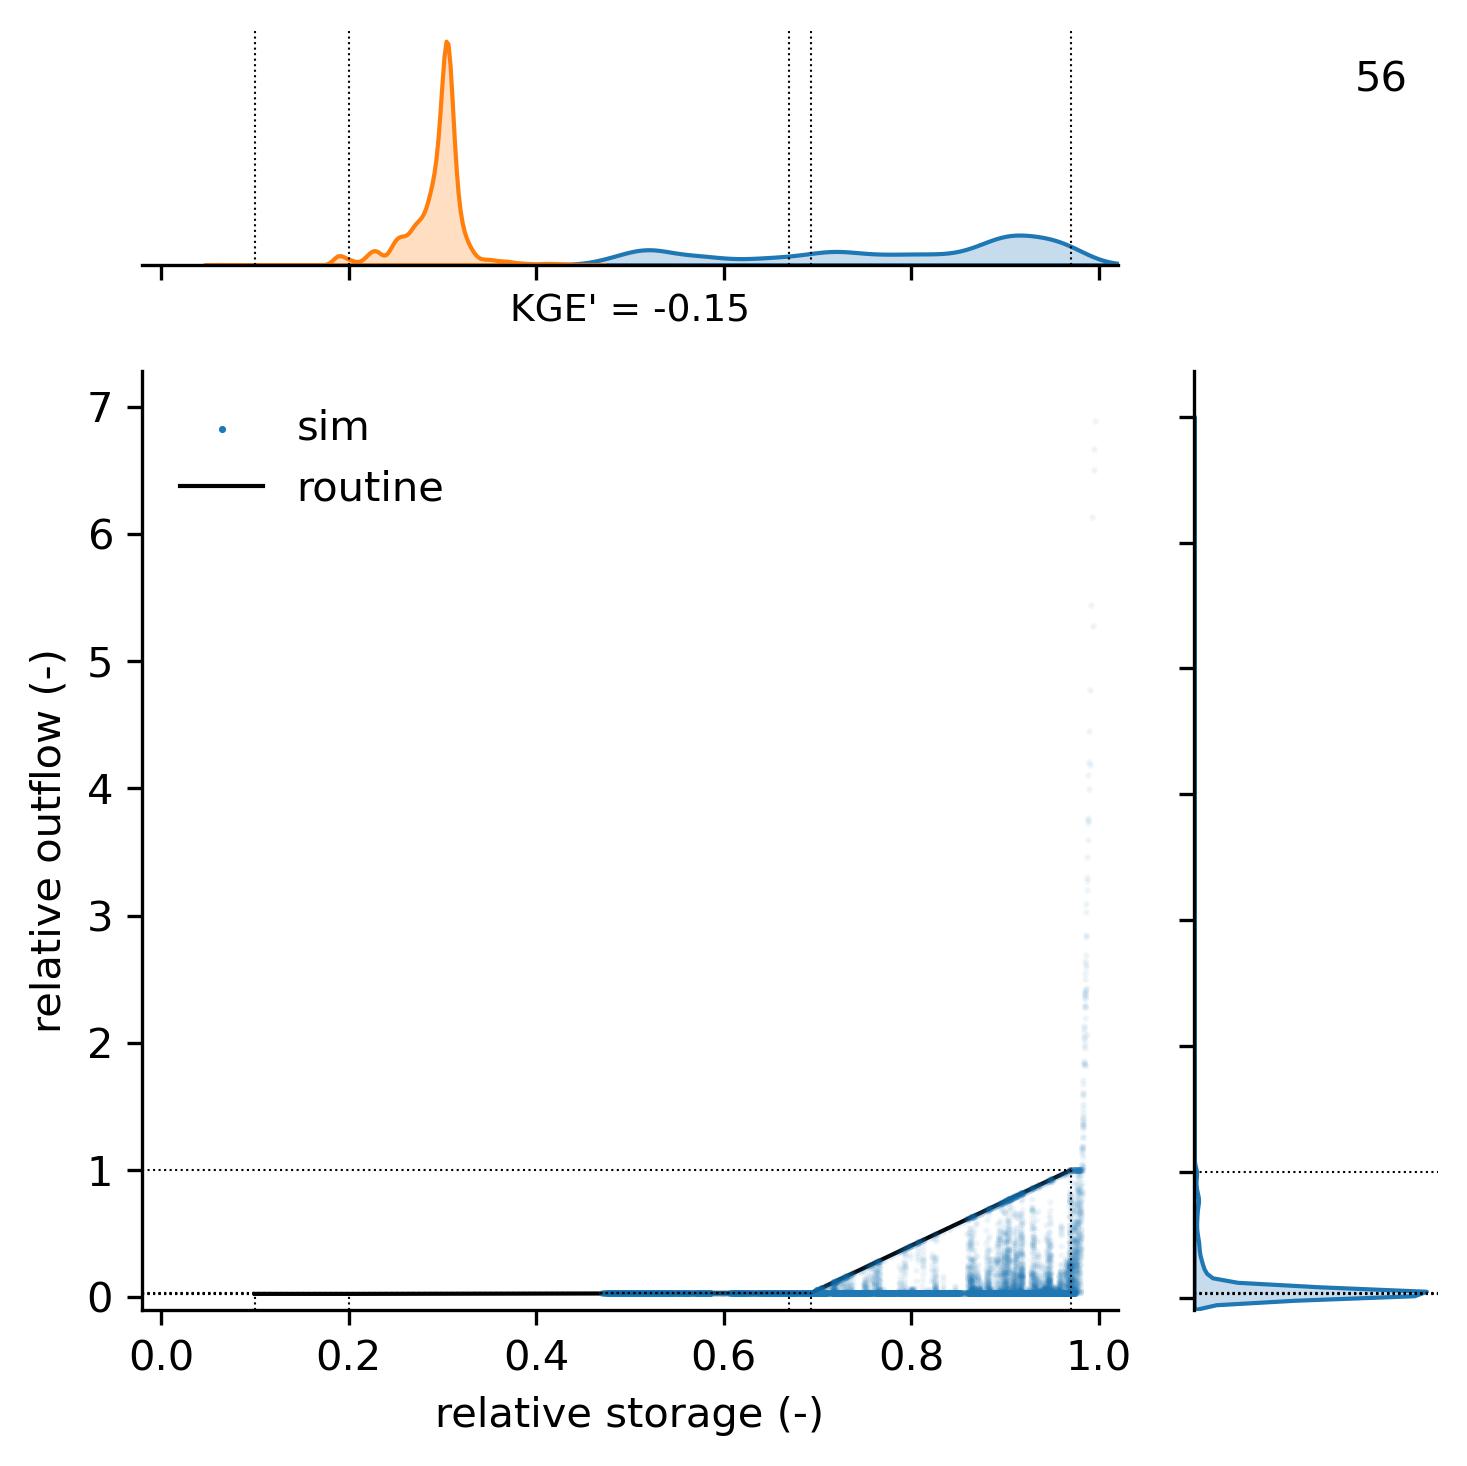 56
KGE' = -0.15
sim
routine
7
6
5
4
3
2
1
0
relative outflow (-)
0.0 0.2 0.4 0.6 0.8 1.0
relative storage (-)